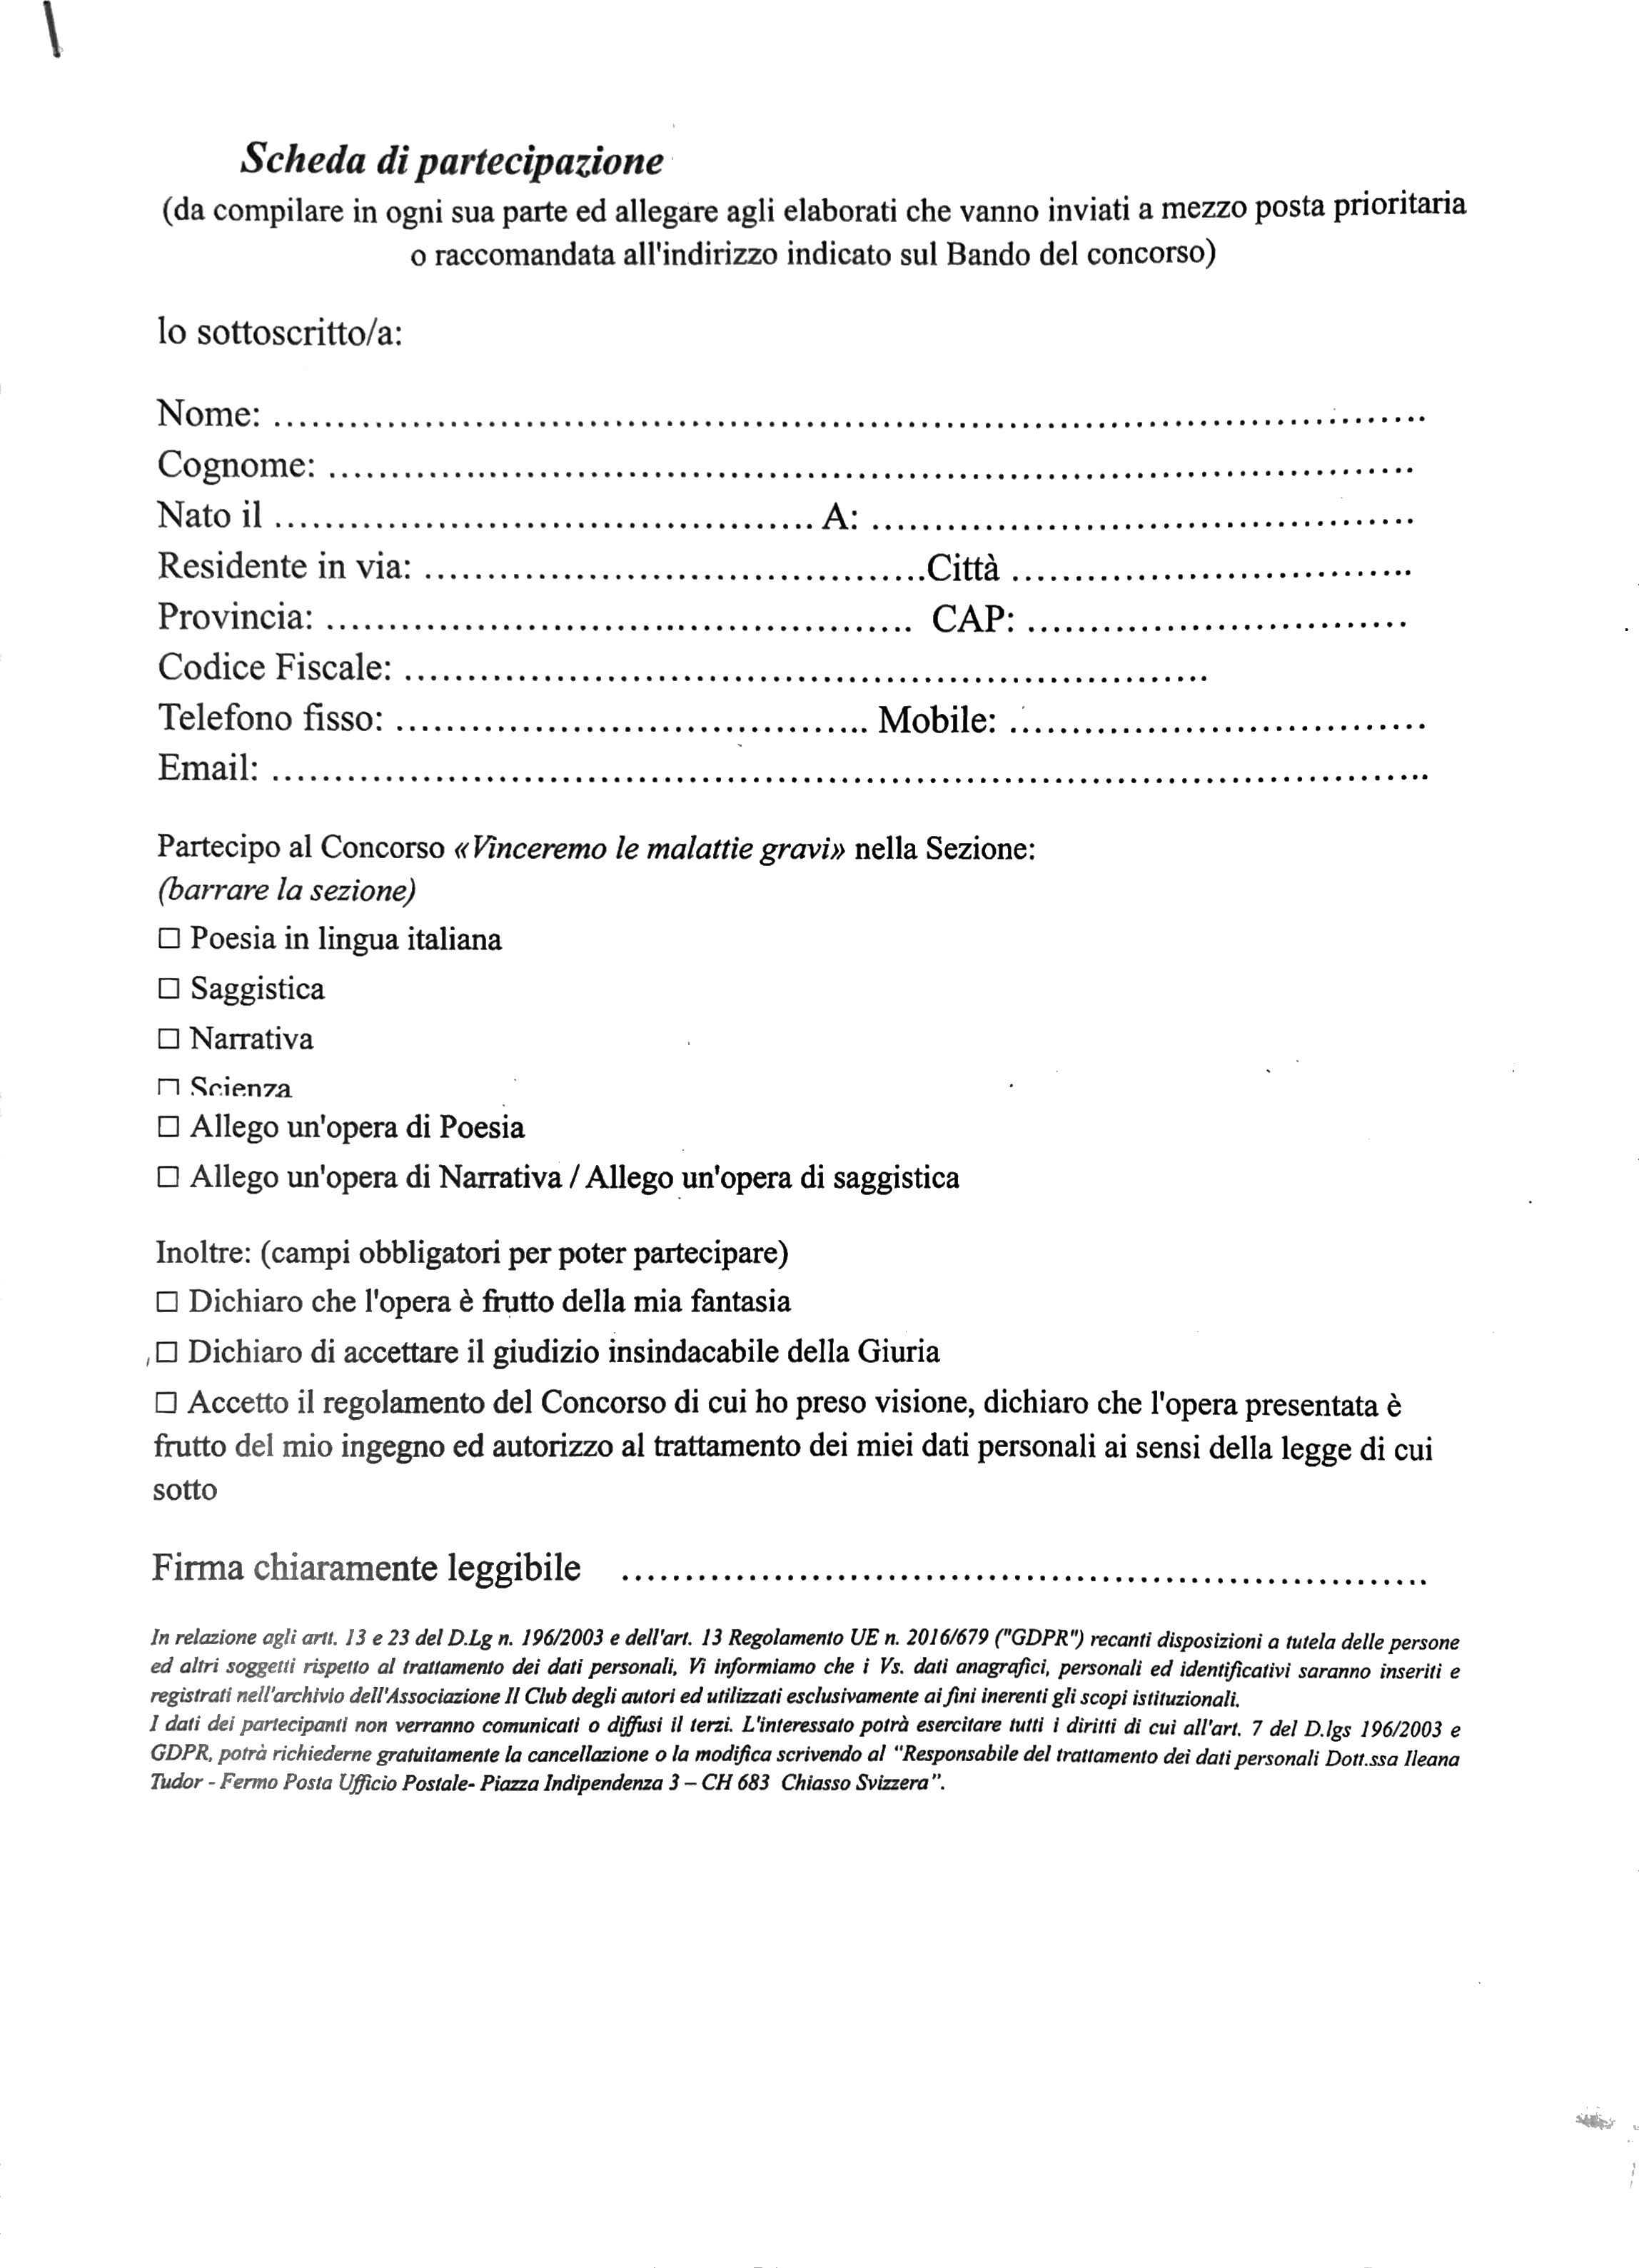 Scheda di partecipazione
(da compilare in ogni sua parte ed allegare agli elaborati che vanno inviati a mezzo posta prioritaria
o raccomandata all'indirizzo indicato sul Bando del concorso)
lo sottoscritto/a:
Nome: ..........................................................................................
Cognome: .....................................................................................
Nato il .......................................... A: ..........................................
Residente in via: .......................................Città ...............................
Provincia: .............................................. CAP: ..............................
Codice Fiscale: ...............................................................
Telefono fisso: ..................................... Mobile: .................................
Email: ..........................................................................................
Partecipo al Concorso «Vinceremo le malattie gravi» nella Sezione:
(barrare la sezione)
☐ Poesia in lingua italiana
☐ Saggistica
☐ Narrativa
☐ Scienza
☐ Allego un'opera di Poesia
☐ Allego un'opera di Narrativa / Allego un'opera di saggistica
Inoltre: (campi obbligatori per poter partecipare)
☐ Dichiaro che l'opera è frutto della mia fantasia
☐ Dichiaro di accettare il giudizio insindacabile della Giuria
☐ Accetto il regolamento del Concorso di cui ho preso visione, dichiaro che l'opera presentata è
frutto del mio ingegno ed autorizzo al trattamento dei miei dati personali ai sensi della legge di cui
sotto
Firma chiaramente leggibile ...............................................................
In relazione agli artt. 13 e 23 del D.Lg n. 196/2003 e dell'art. 13 Regolamento UE n. 2016/679 ("GDPR") recanti disposizioni a tutela delle persone
ed altri soggetti rispetto al trattamento dei dati personali, Vi informiamo che i Vs. dati anagrafici, personali ed identificativi saranno inseriti e
registrati nell'archivio dell'Associazione Il Club degli autori ed utilizzati esclusivamente ai fini inerenti gli scopi istituzionali.
I dati dei partecipanti non verranno comunicati o diffusi il terzi. L'interessato potrà esercitare tutti i diritti di cui all'art. 7 del D.lgs 196/2003 e
GDPR, potrà richiederne gratuitamente la cancellazione o la modifica scrivendo al "Responsabile del trattamento dei dati personali Dott.ssa Ileana
Tudor - Fermo Posta Ufficio Postale- Piazza Indipendenza 3 – CH 683 Chiasso Svizzera".